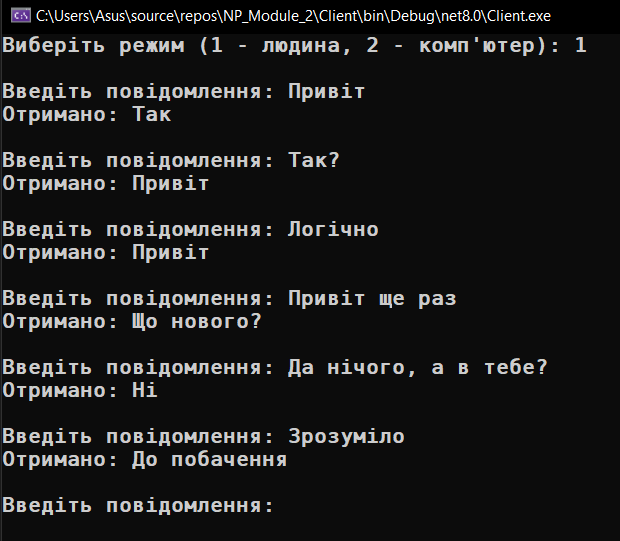 C:\Users\Asus\source\repos\NP_Module_2\Client\bin\Debug\net8.0\Client.exe
Виберіть режим (1 - людина, 2 - комп'ютер): 1
Введіть повідомлення: Привіт
Отримано: Так
Введіть повідомлення: Так?
Отримано: Привіт
Введіть повідомлення: Логічно
Отримано: Привіт
Введіть повідомлення: Привіт ще раз
Отримано: Що нового?
Введіть повідомлення: Да нічого, а в тебе?
Отримано: Ні
Введіть повідомлення: Зрозуміло
Отримано: До побачення
Введіть повідомлення: